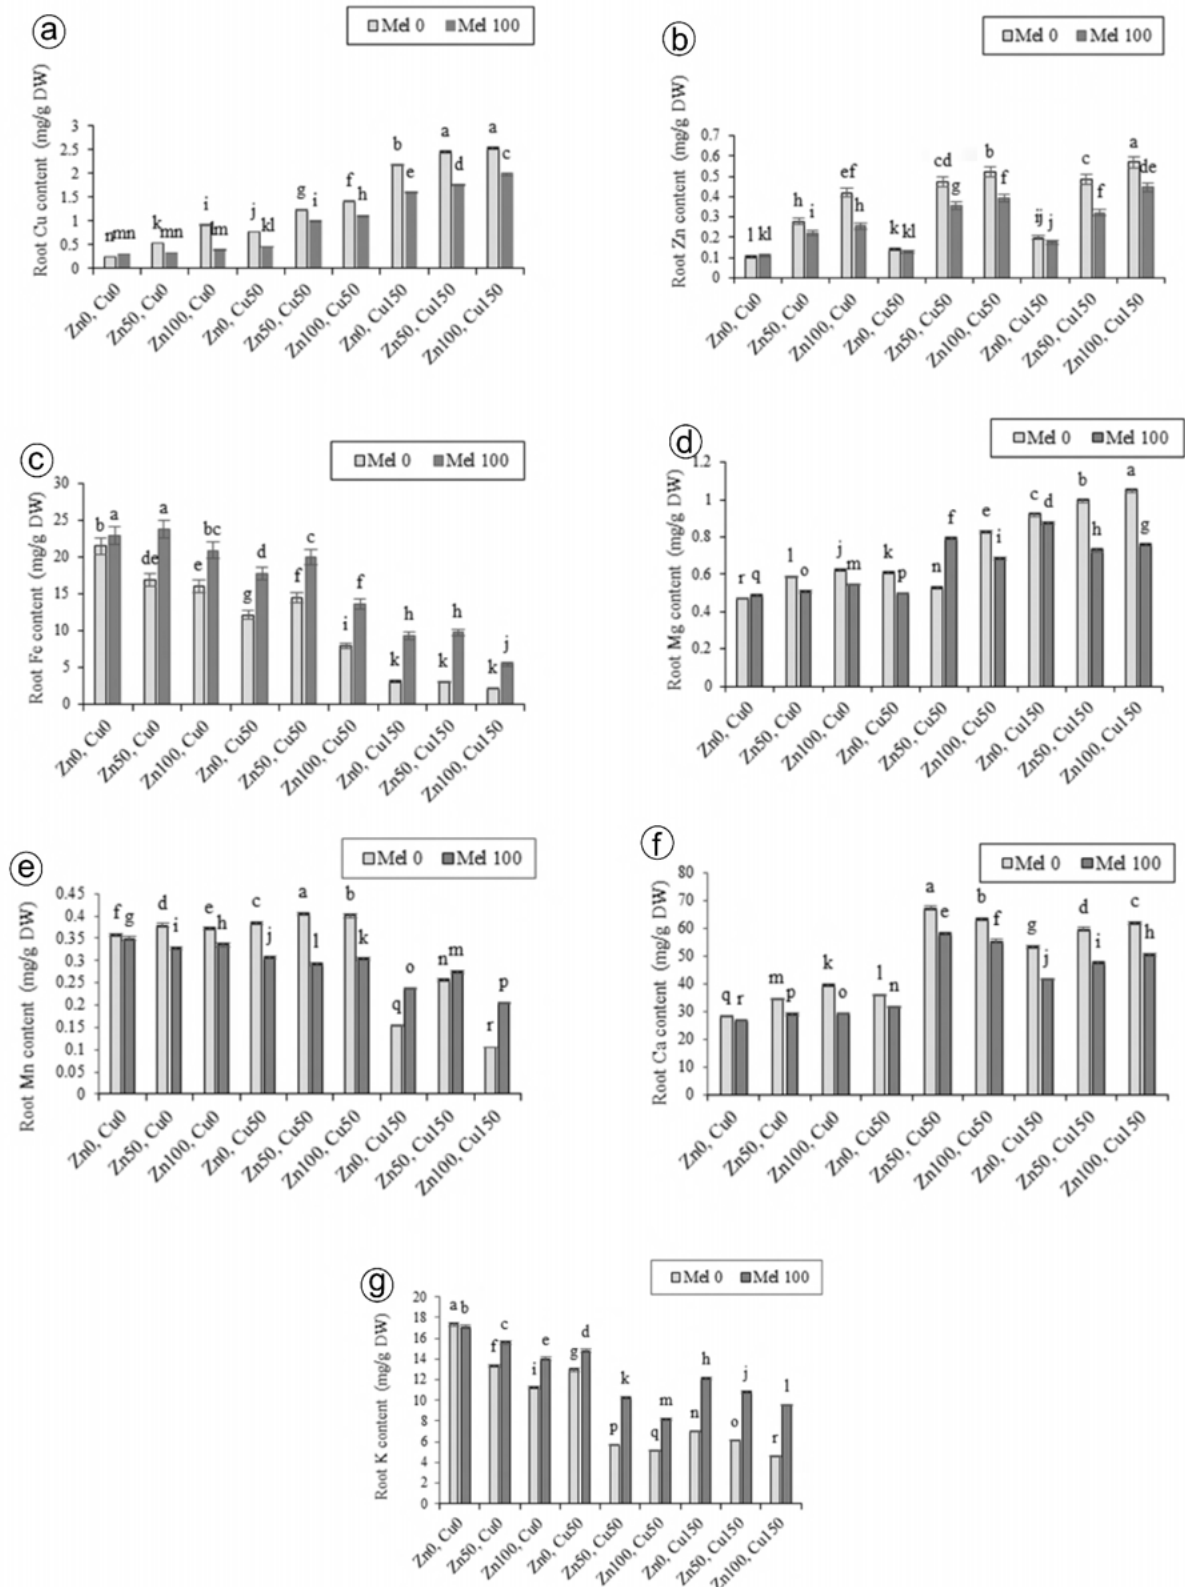 a
Mel 0 Mel 100
Root Cu content (mg/g DW)
3
2.5
2
1.5
1
0.5
0
n mn k mn i lm j kl g i f h b e a d a c
Zn0, Cu0
Zn50, Cu0
Zn100, Cu0
Zn0, Cu50
Zn50, Cu50
Zn100, Cu50
Zn0, Cu150
Zn50, Cu150
Zn100, Cu150
b
Mel 0 Mel 100
Root Zn content (mg/g DW)
0.7
0.6
0.5
0.4
0.3
0.2
0.1
0
l kl h i ef h k kl cd g b f ij j c f a de
Zn0, Cu0
Zn50, Cu0
Zn100, Cu0
Zn0, Cu50
Zn50, Cu50
Zn100, Cu50
Zn0, Cu150
Zn50, Cu150
Zn100, Cu150
c
Mel 0 Mel 100
Root Fe content (mg/g DW)
30
25
20
15
10
5
0
b a de a e bc g d f c i f k h k h k j
Zn0, Cu0
Zn50, Cu0
Zn100, Cu0
Zn0, Cu50
Zn50, Cu50
Zn100, Cu50
Zn0, Cu150
Zn50, Cu150
Zn100, Cu150
d
Mel 0 Mel 100
Root Mg content (mg/g DW)
1.2
1
0.8
0.6
0.4
0.2
0
r q l o j m k p n f e i c d b h a g
Zn0, Cu0
Zn50, Cu0
Zn100, Cu0
Zn0, Cu50
Zn50, Cu50
Zn100, Cu50
Zn0, Cu150
Zn50, Cu150
Zn100, Cu150
e
Mel 0 Mel 100
Root Mn content (mg/g DW)
0.45
0.4
0.35
0.3
0.25
0.2
0.15
0.1
0.05
0
f g d i e h c j a l b k q o n m r p
Zn0, Cu0
Zn50, Cu0
Zn100, Cu0
Zn0, Cu50
Zn50, Cu50
Zn100, Cu50
Zn0, Cu150
Zn50, Cu150
Zn100, Cu150
f
Mel 0 Mel 100
Root Ca content (mg/g DW)
80
70
60
50
40
30
20
10
0
q r m p k o l n a e b f g j d i c h
Zn0, Cu0
Zn50, Cu0
Zn100, Cu0
Zn0, Cu50
Zn50, Cu50
Zn100, Cu50
Zn0, Cu150
Zn50, Cu150
Zn100, Cu150
g
Mel 0 Mel 100
Root K content (mg/g DW)
20
18
16
14
12
10
8
6
4
2
0
a b f c i e g d p k q m n h o j r l
Zn0, Cu0
Zn50, Cu0
Zn100, Cu0
Zn0, Cu50
Zn50, Cu50
Zn100, Cu50
Zn0, Cu150
Zn50, Cu150
Zn100, Cu150